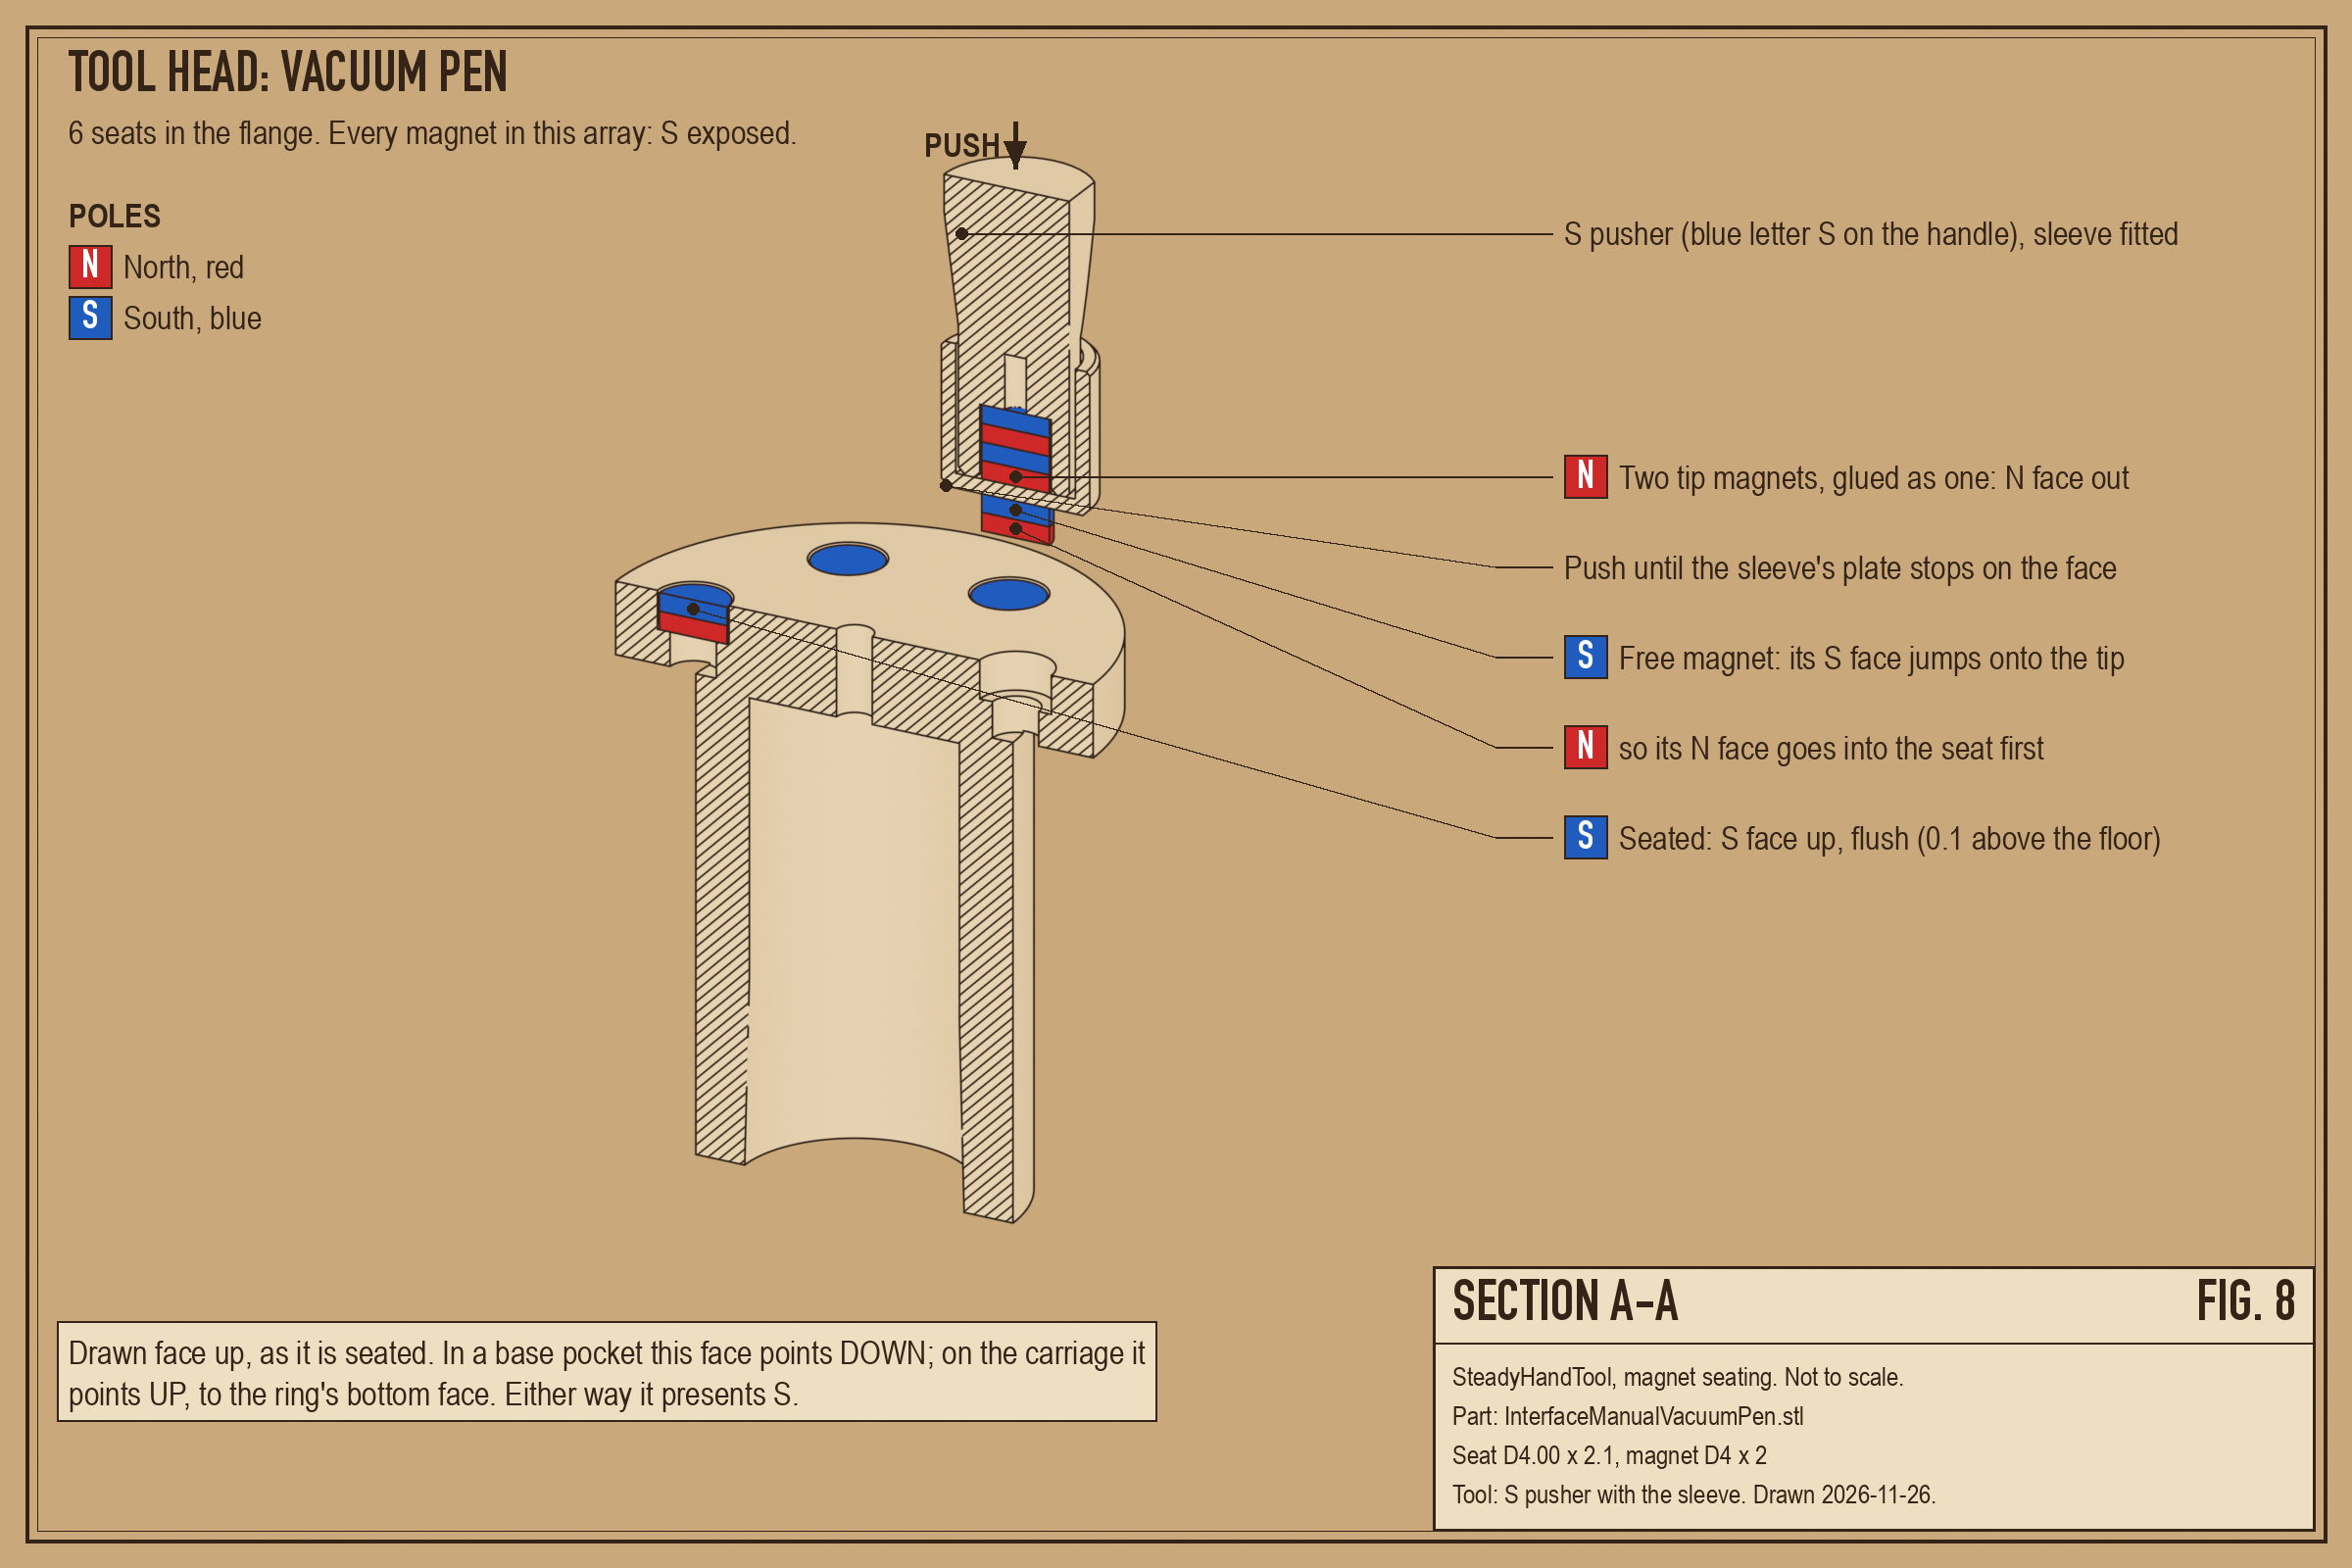 TOOL HEAD: VACUUM PEN
6 seats in the flange. Every magnet in this array: S exposed.
PUSH
POLES
N North, red
S South, blue
S pusher (blue letter S on the handle), sleeve fitted
N Two tip magnets, glued as one: N face out
Push until the sleeve's plate stops on the face
S Free magnet: its S face jumps onto the tip
N so its N face goes into the seat first
S Seated: S face up, flush (0.1 above the floor)
Drawn face up, as it is seated. In a base pocket this face points DOWN; on the carriage it
points UP, to the ring's bottom face. Either way it presents S.
SECTION A-A
FIG. 8
SteadyHandTool, magnet seating. Not to scale.
Part: InterfaceManualVacuumPen.stl
Seat D4.00 x 2.1, magnet D4 x 2
Tool: S pusher with the sleeve. Drawn 2026-11-26.